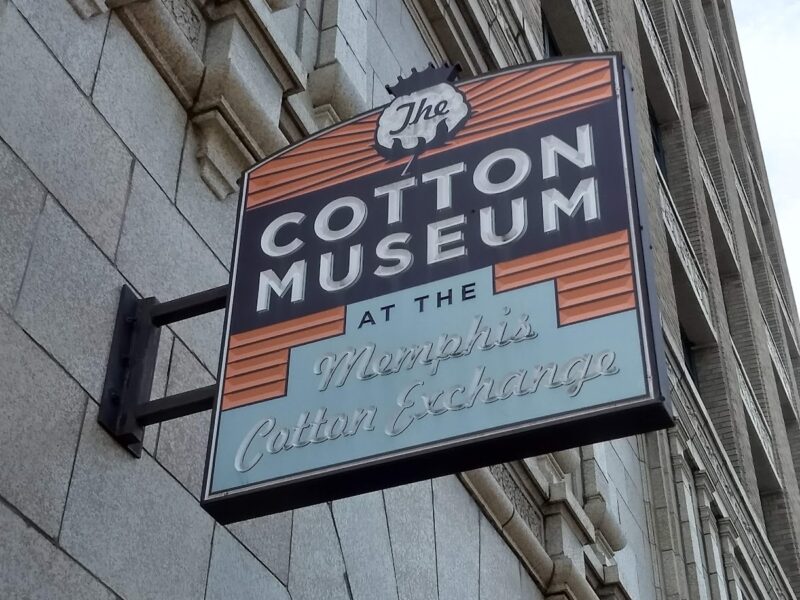 The
COTTON
MUSEUM
AT THE
Memphis
Cotton Exchange